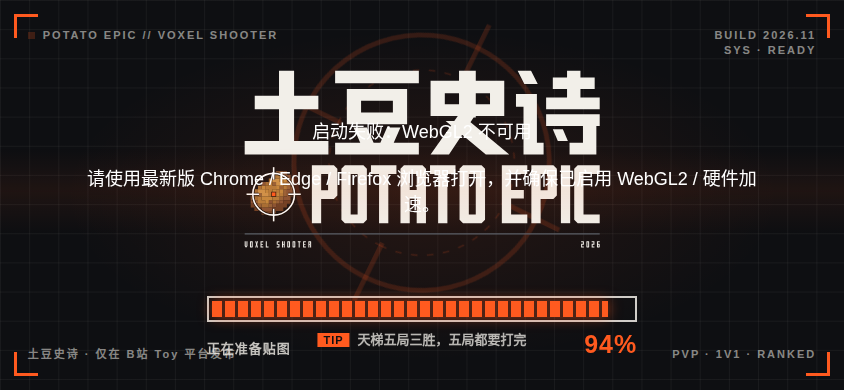 POTATO EPIC // VOXEL SHOOTER
BUILD 2026.11
SYS · READY
土豆史诗
启动失败：WebGL2 不可用
请使用最新版 Chrome / Edge / Firefox 浏览器打开，并确保已启用 WebGL2 / 硬件加
速。
POTATO EPIC
VOXEL SHOOTER
2026
正在准备贴图
TIP 天梯五局三胜，五局都要打完
94%
土豆史诗 · 仅在 B站 Toy 平台发布
PVP · 1V1 · RANKED